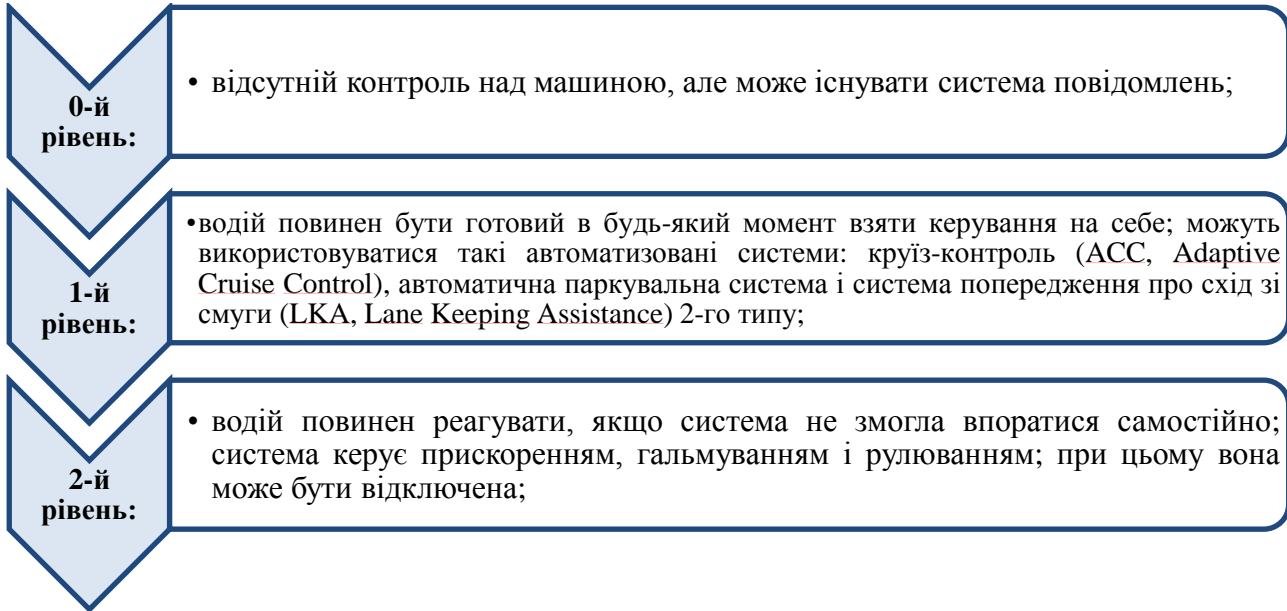 0-й
рівень:
• відсутній контроль над машиною, але може існувати система повідомлень;
1-й
рівень:
•водій повинен бути готовий в будь-який момент взяти керування на себе; можуть
використовуватися такі автоматизовані системи: круїз-контроль (ACC, Adaptive
Cruise Control), автоматична паркувальна система і система попередження про схід зі
смуги (LKA, Lane Keeping Assistance) 2-го типу;
2-й
рівень:
• водій повинен реагувати, якщо система не змогла впоратися самостійно;
система керує прискоренням, гальмуванням і рулюванням; при цьому вона
може бути відключена;